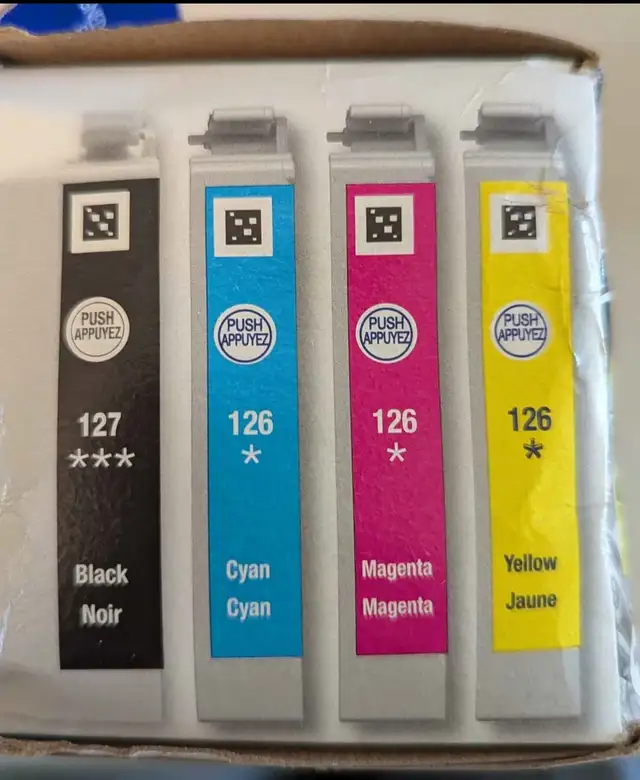 PUSH
APPUYEZ
127
***
Black
Noir
PUSH
APPUYEZ
126
*
Cyan
Cyan
PUSH
APPUYEZ
126
*
Magenta
Magenta
PUSH
APPUYEZ
126
*
Yellow
Jaune